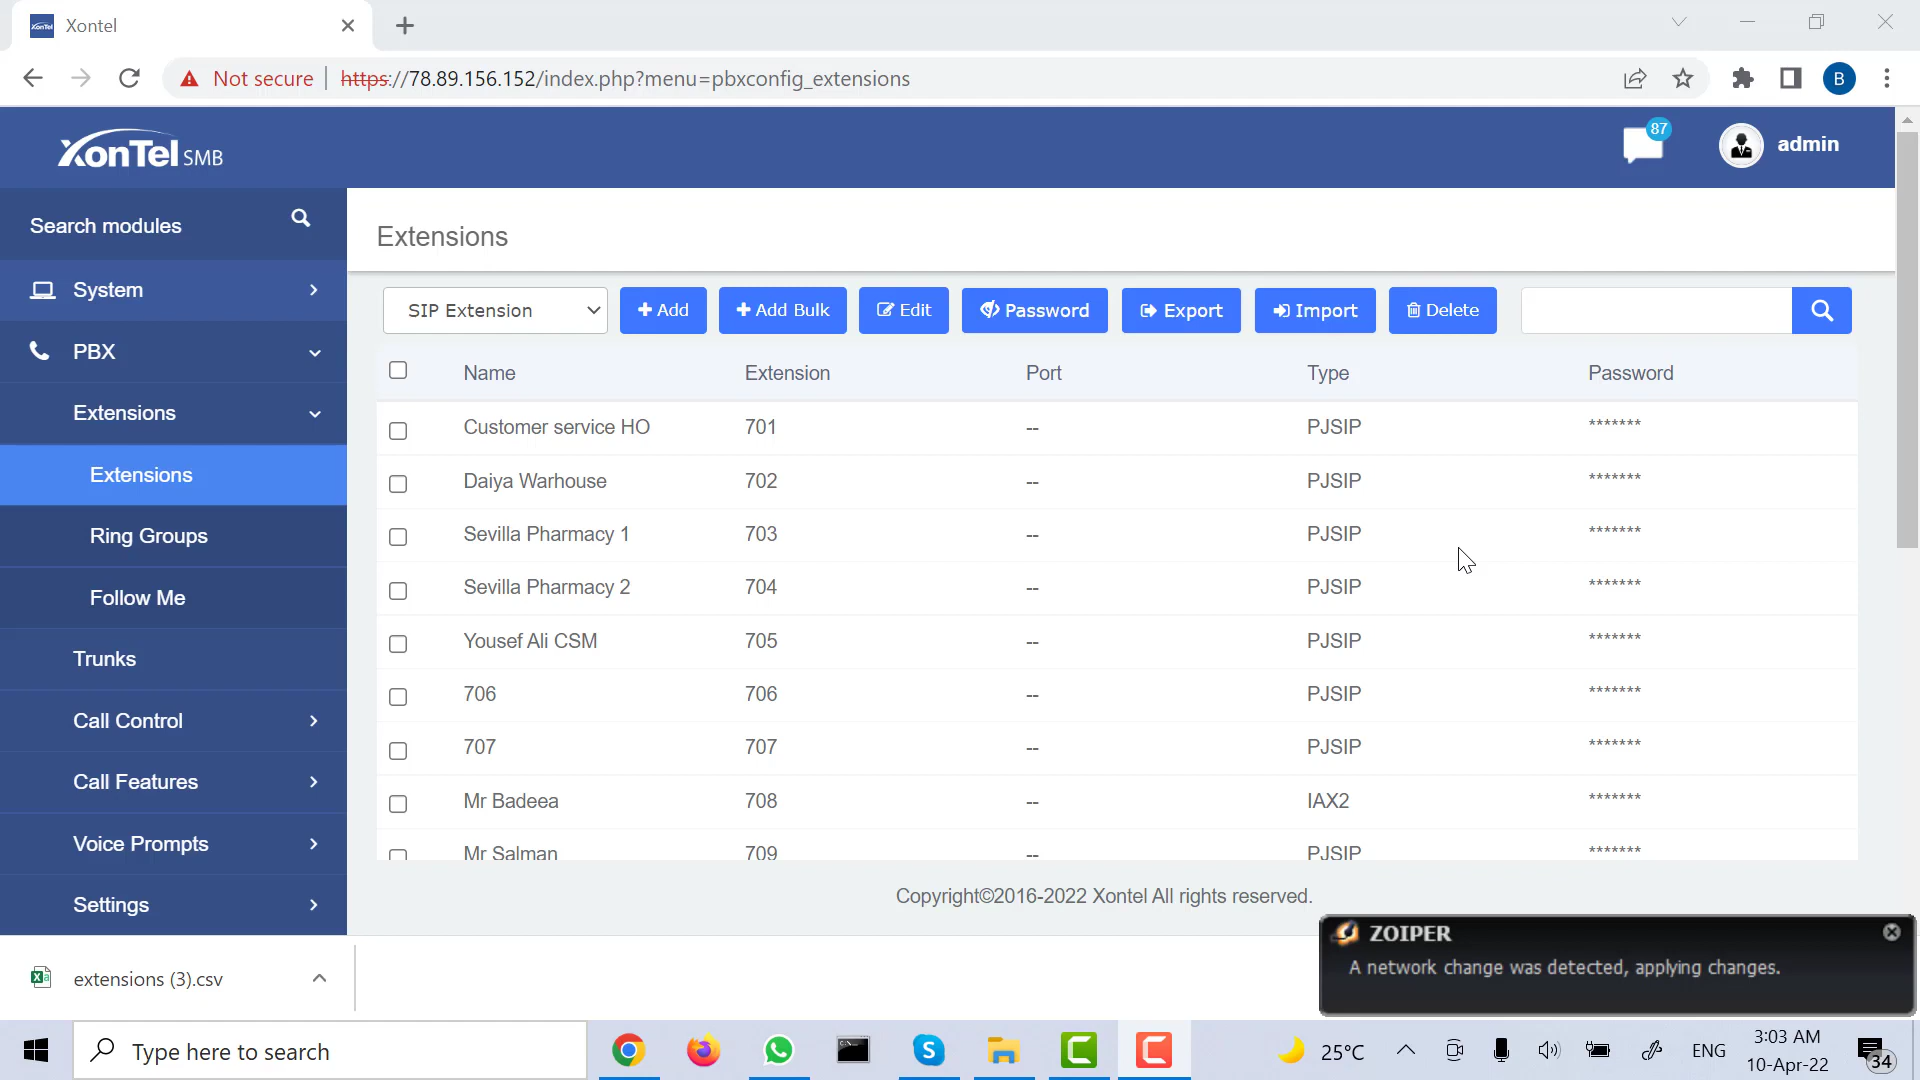 Xontel
Not secure
https://78.89.156.152/index.php?menu=pbxconfig_extensions
B
XonTel SMB
87
admin
Search modules
System
PBX
Extensions
Extensions
Ring Groups
Follow Me
Trunks
Call Control
Call Features
Voice Prompts
Settings
Extensions
SIP Extension
Add
Add Bulk
Edit
Password
Export
Import
Delete
Name Extension Port Type Password
Customer service HO 701 -- PJSIP *******
Daiya Warhouse 702 -- PJSIP *******
Sevilla Pharmacy 1 703 -- PJSIP *******
Sevilla Pharmacy 2 704 -- PJSIP *******
Yousef Ali CSM 705 -- PJSIP *******
706 706 -- PJSIP *******
707 707 -- PJSIP *******
Mr Badeea 708 -- IAX2 *******
Mr Salman 709 -- PJSIP *******
Copyright©2016-2022 Xontel All rights reserved.
ZOIPER
A network change was detected, applying changes.
extensions (3).csv
Type here to search
25°C
ENG
3:03 AM
10-Apr-22
34